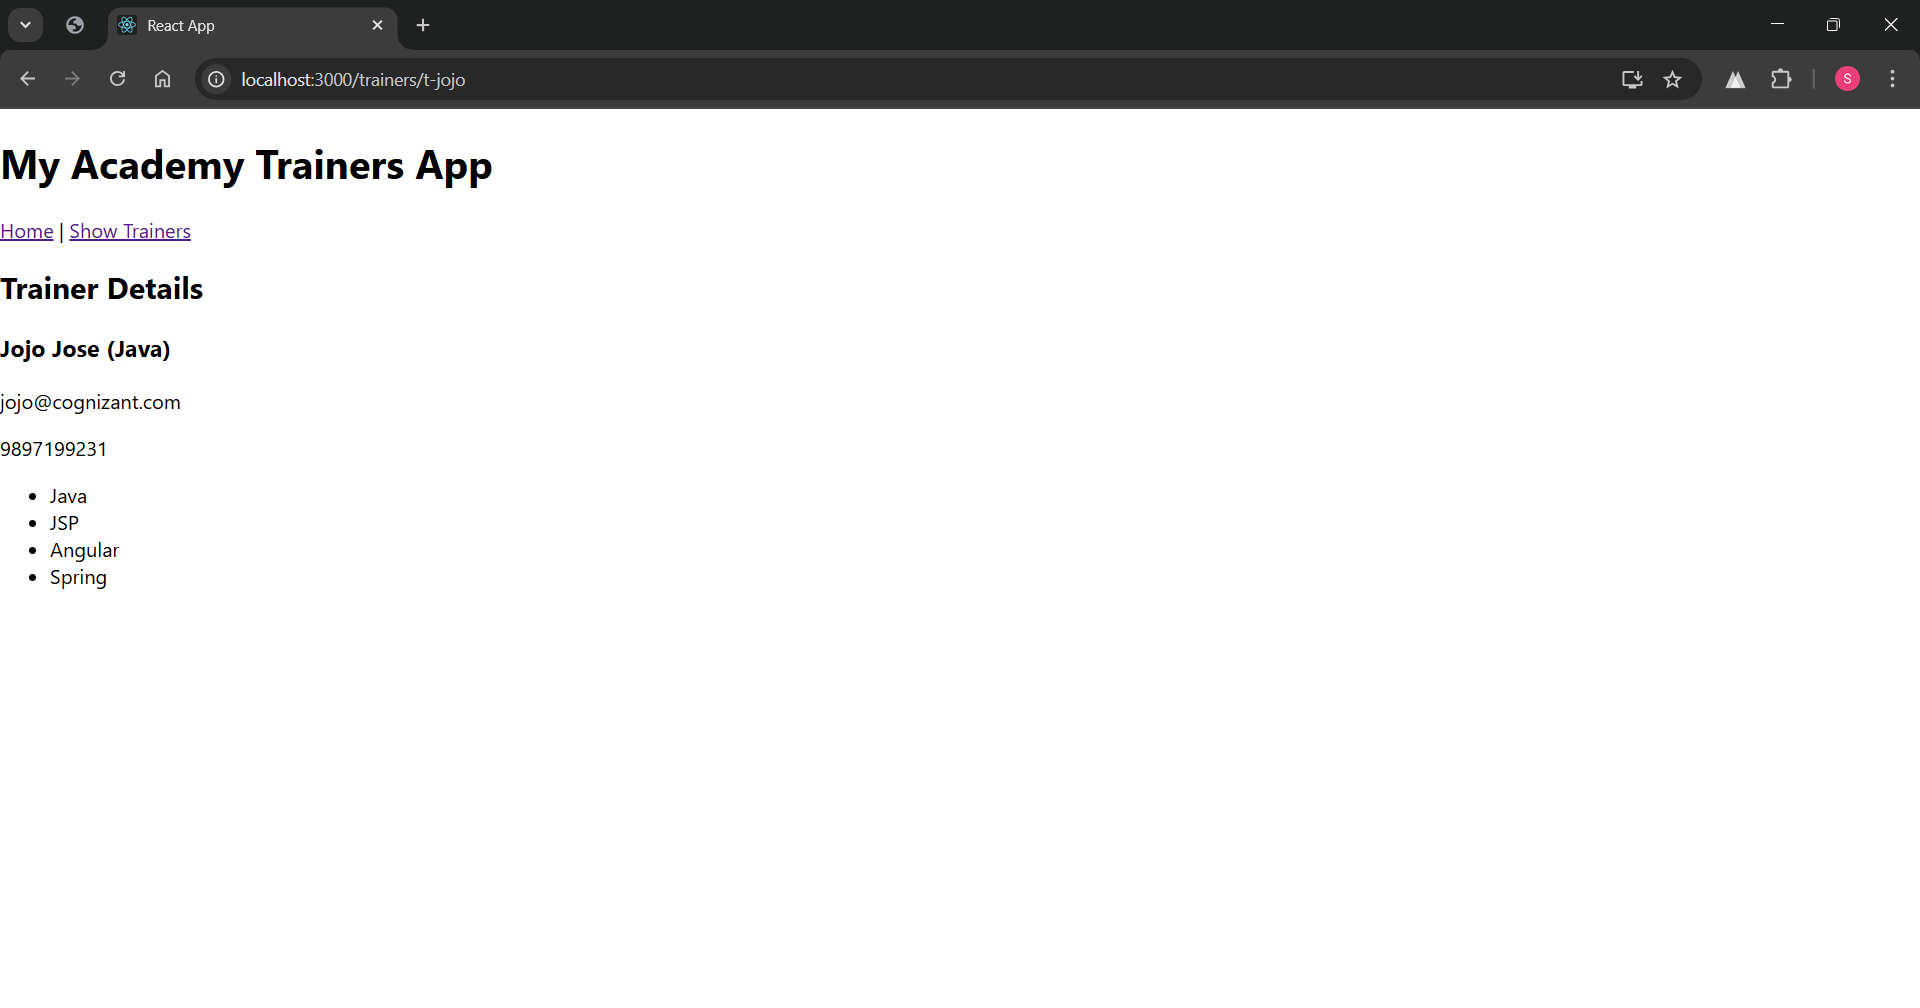 React App
localhost:3000/trainers/t-jojo
S
My Academy Trainers App
Home | Show Trainers
Trainer Details
Jojo Jose (Java)
jojo@cognizant.com
9897199231
Java
JSP
Angular
Spring